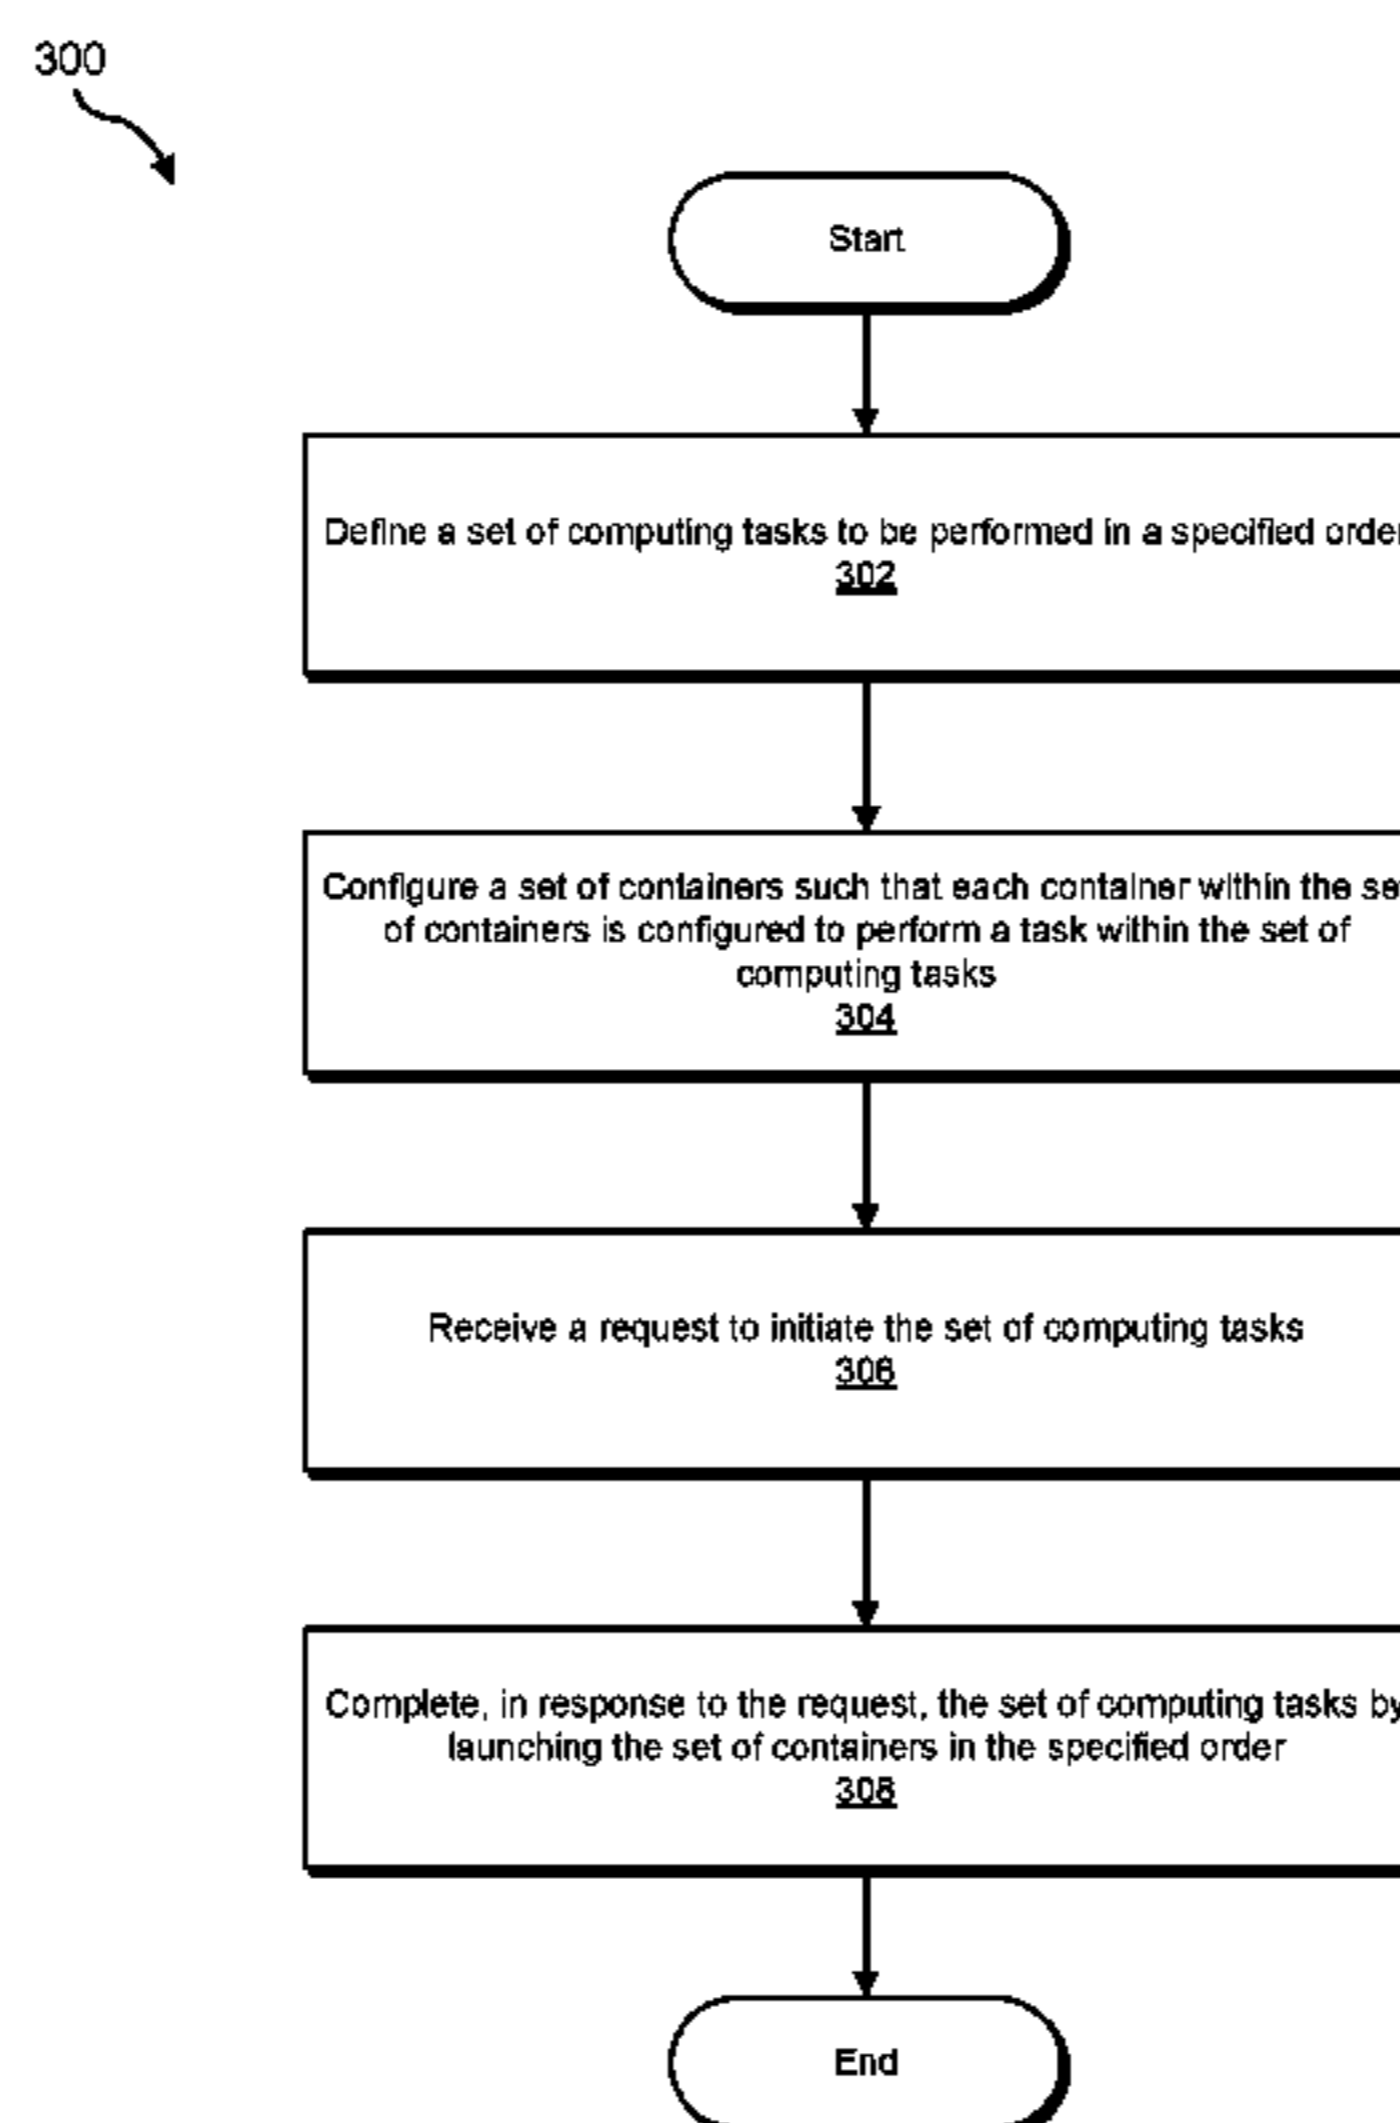 300
Start
Define a set of computing tasks to be performed in a specified order
302
Configure a set of containers such that each container within the set
of containers is configured to perform a task within the set of
computing tasks
304
Receive a request to initiate the set of computing tasks
306
Complete, in response to the request, the set of computing tasks by
launching the set of containers in the specified order
308
End